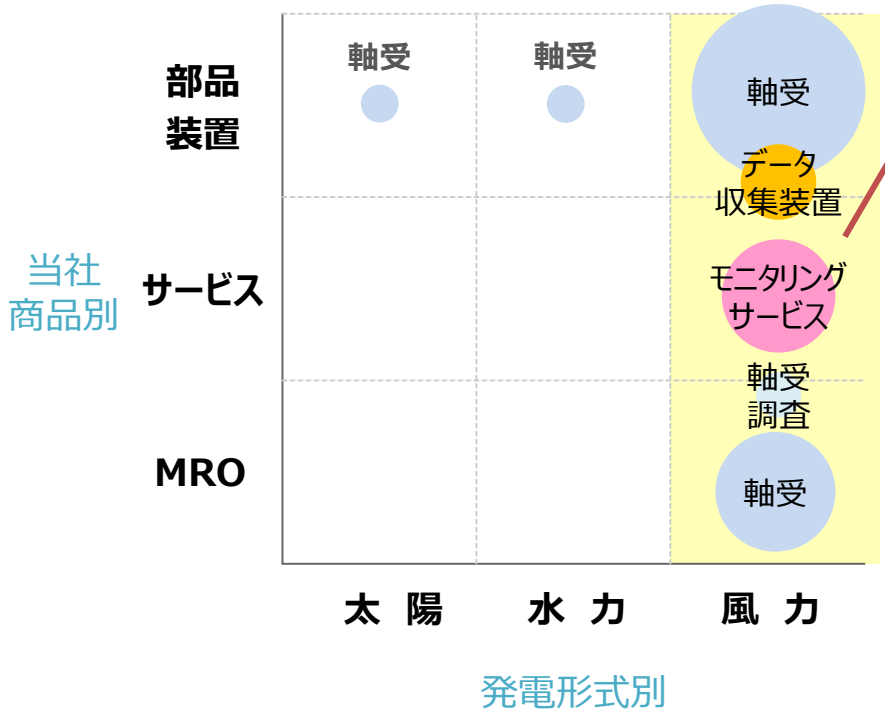 軸受
軸受
軸受
部品
装置
データ
収集装置
当社
商品別
サービス
モニタリング
サービス
軸受
調査
MRO
軸受
太 陽
水 力
風 力
発電形式別